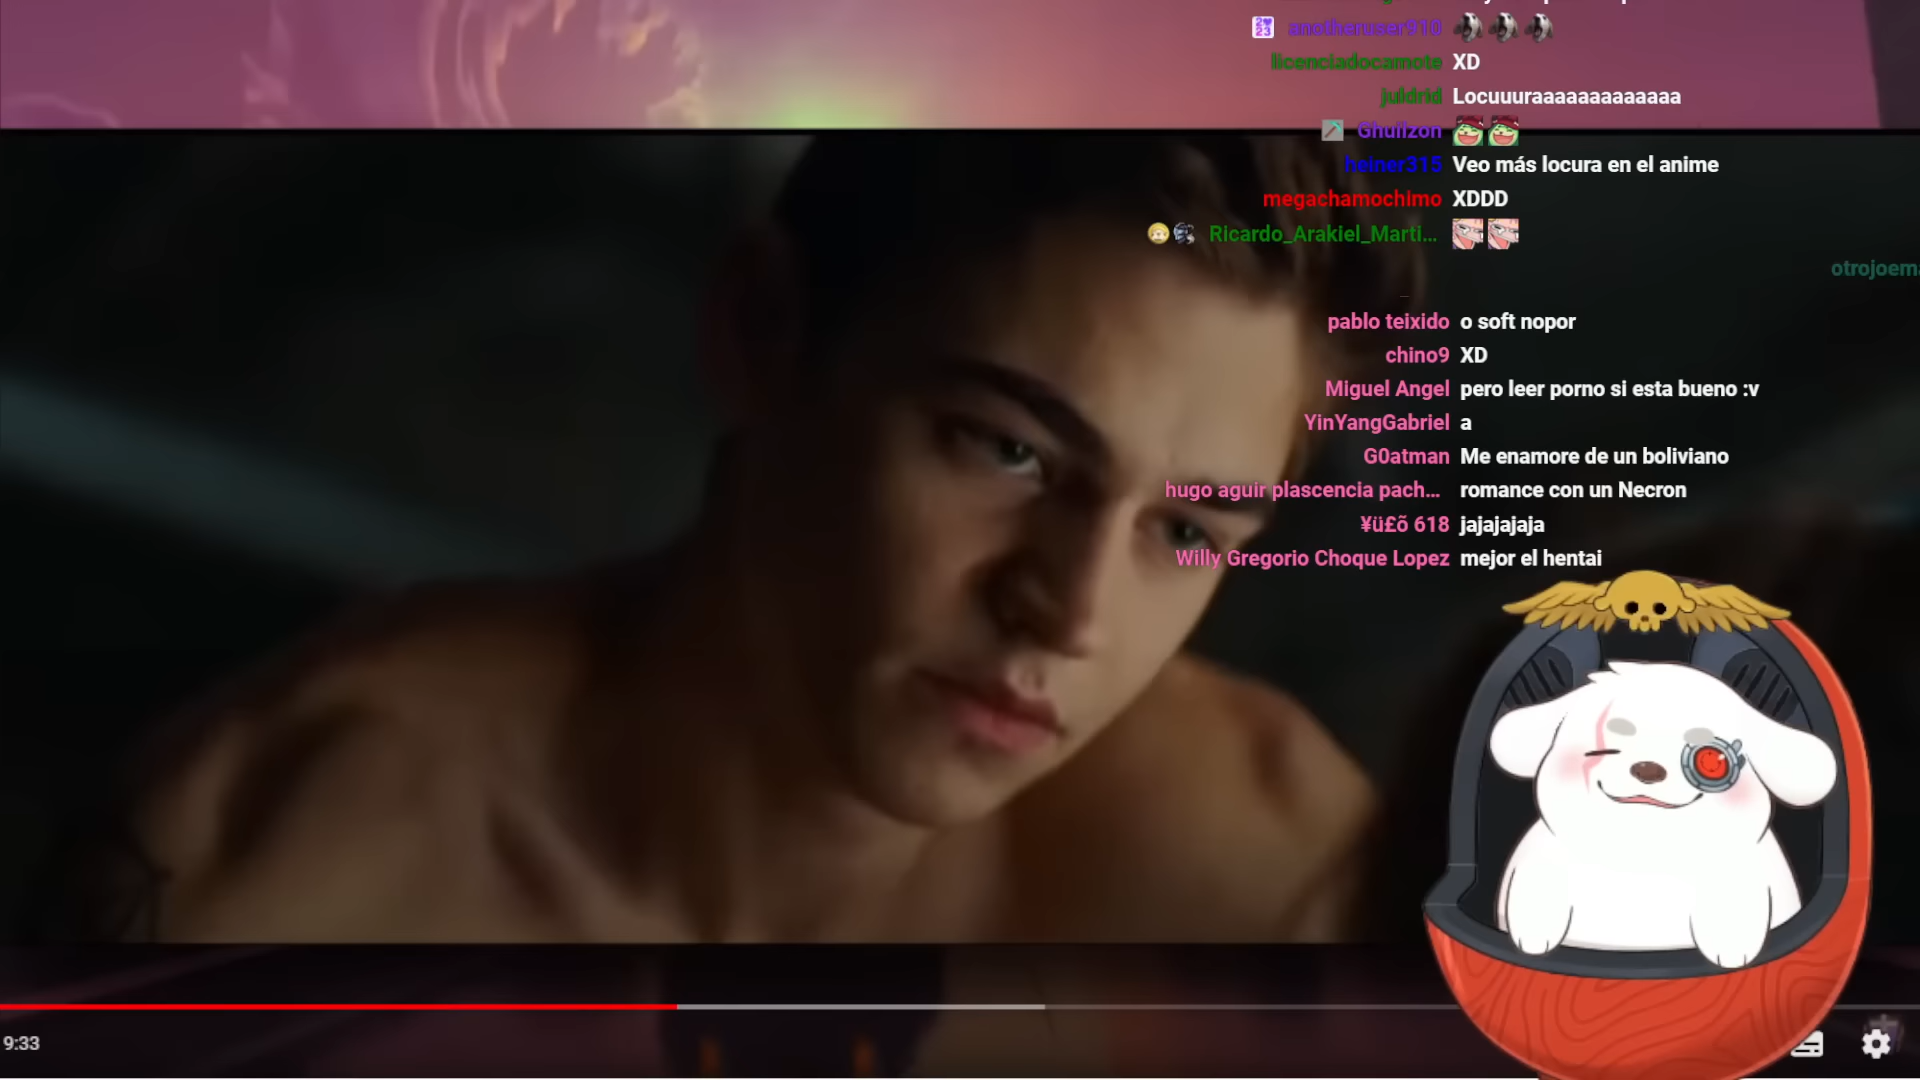 anotheruser910
licenciadocamote XD
juldrid Locuuuraaaaaaaaaaaaa
Ghuilzon
heiner315 Veo más locura en el anime
megachamochimo XDDD
Ricardo_Arakiel_Marti...
otrojoema
pablo teixido o soft nopor
chino9 XD
Miguel Angel pero leer porno si esta bueno :v
YinYangGabriel a
G0atman Me enamore de un boliviano
hugo aguir plascencia pach... romance con un Necron
¥ü£õ 618 jajajajaja
Willy Gregorio Choque Lopez mejor el hentai
9:33